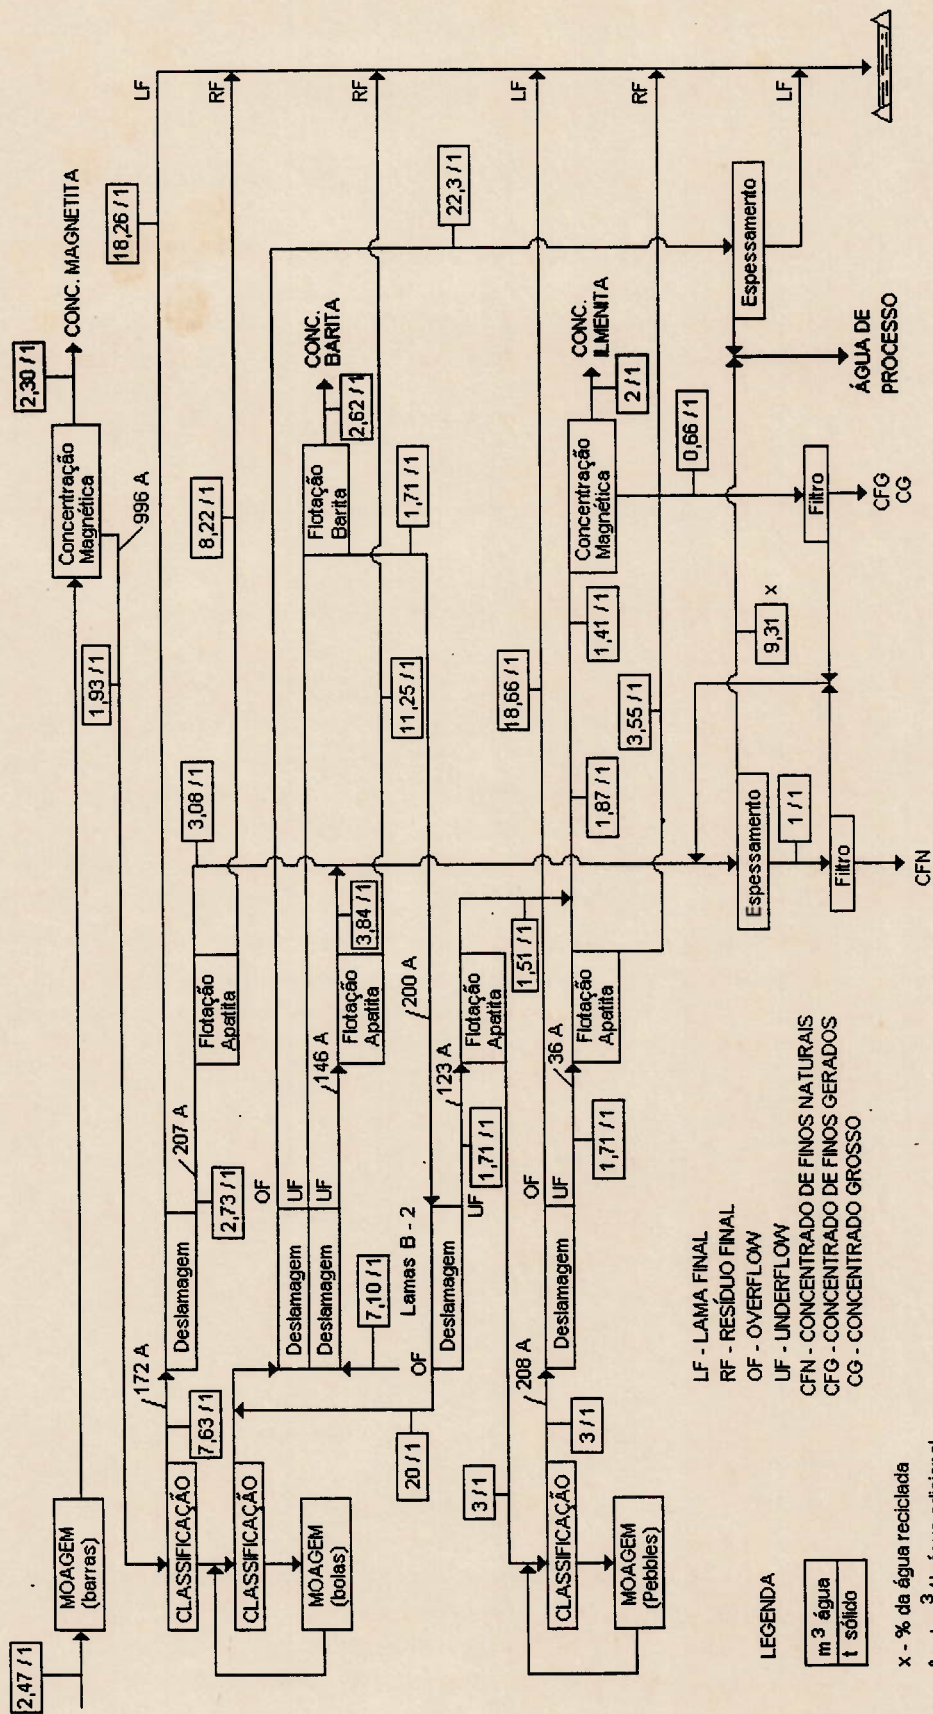 2,47 / 1
MOAGEM
(barras)
Concentração
Magnética
2,30 / 1
CONC. MAGNETITA
1,93 / 1
996 A
CLASSIFICAÇÃO
172 A
7,63 / 1
Deslamagem
207 A
2,73 / 1
Flotação
Apatita
3,08 / 1
8,22 / 1
18,26 / 1
LF
RF
CLASSIFICAÇÃO
MOAGEM
(bolas)
OF
Deslamagem
UF
Deslamagem
UF
7,10 / 1
146 A
Flotação
Apatita
3,84 / 1
Flotação
Barita
CONC.
BARITA
2,62 / 1
1,71 / 1
11,25 / 1
22,3 / 1
RF
20 / 1
OF
Lamas B - 2
Deslamagem
UF
200 A
123 A
1,71 / 1
Flotação
Apatita
1,51 / 1
3 / 1
CLASSIFICAÇÃO
MOAGEM
(Pebbles)
208 A
3 / 1
Deslamagem
OF
UF
1,71 / 1
36 A
Flotação
Apatita
18,66 / 1
1,87 / 1
1,41 / 1
3,55 / 1
Concentração
Magnética
CONC.
ILMENITA
2 / 1
0,66 / 1
LF
RF
LF
Espessamento
1 / 1
Filtro
CFN
9,31 x
Filtro
CFG
CG
Espessamento
ÁGUA DE
PROCESSO
LEGENDA
m³ água
t sólido
LF - LAMA FINAL
RF - RESÍDUO FINAL
OF - OVERFLOW
UF - UNDERFLOW
CFN - CONCENTRADO DE FINOS NATURAIS
CFG - CONCENTRADO DE FINOS GERADOS
CG - CONCENTRADO GROSSO
x - % da água reciclada